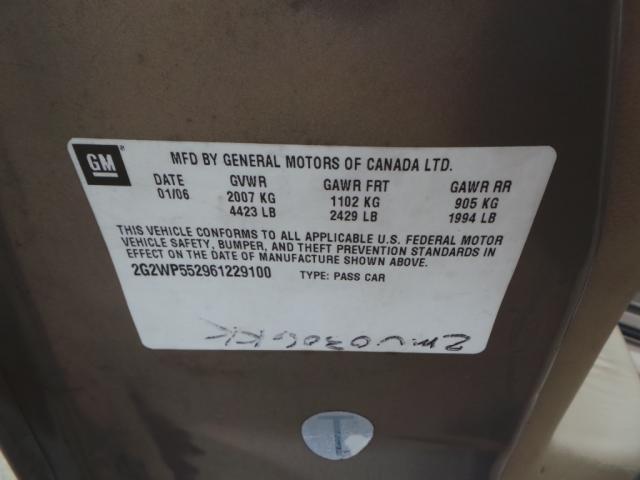 GM MFD BY GENERAL MOTORS OF CANADA LTD.
DATE GVWR GAWR FRT GAWR RR
01/06 2007 KG 1102 KG 905 KG
4423 LB 2429 LB 1994 LB
THIS VEHICLE CONFORMS TO ALL APPLICABLE U.S. FEDERAL MOTOR
VEHICLE SAFETY, BUMPER, AND THEFT PREVENTION STANDARDS IN
EFFECT ON THE DATE OF MANUFACTURE SHOWN ABOVE.
2G2WP552961229100 TYPE: PASS CAR